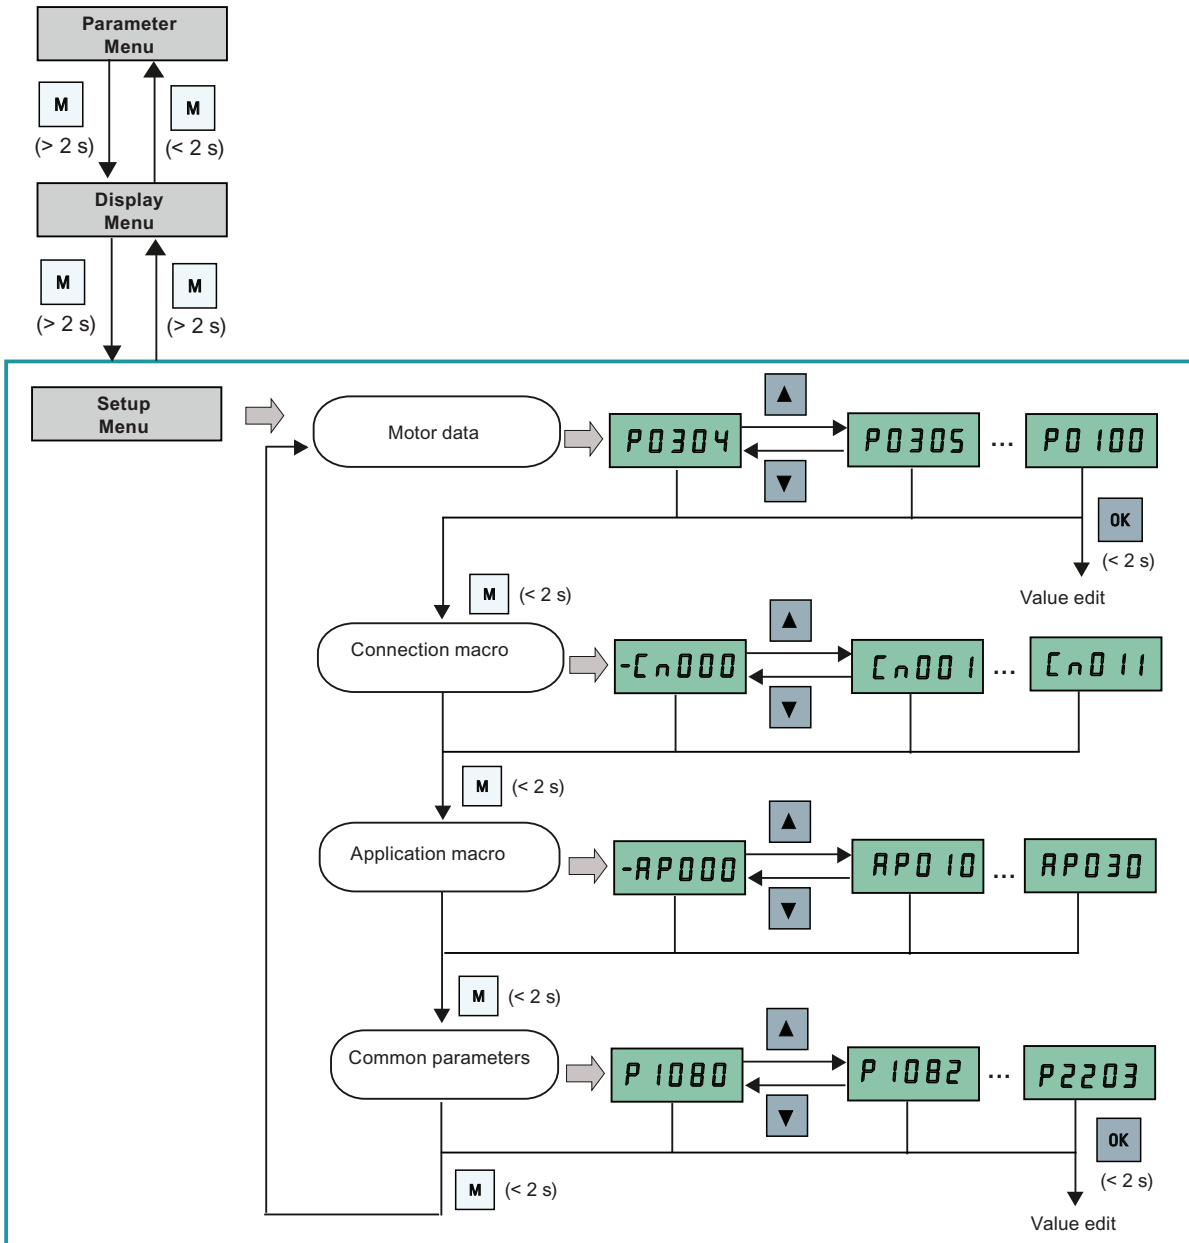 Parameter
Menu
M
(> 2 s)
M
(< 2 s)
Display
Menu
M
(> 2 s)
M
(> 2 s)
Setup
Menu
Motor data
P0304
P0305
...
P0100
OK
(< 2 s)
Value edit
M
(< 2 s)
Connection macro
-Cn000
Cn001
...
Cn011
M
(< 2 s)
Application macro
-AP000
AP010
...
AP030
M
(< 2 s)
Common parameters
P1080
P1082
...
P2203
OK
(< 2 s)
Value edit
M
(< 2 s)